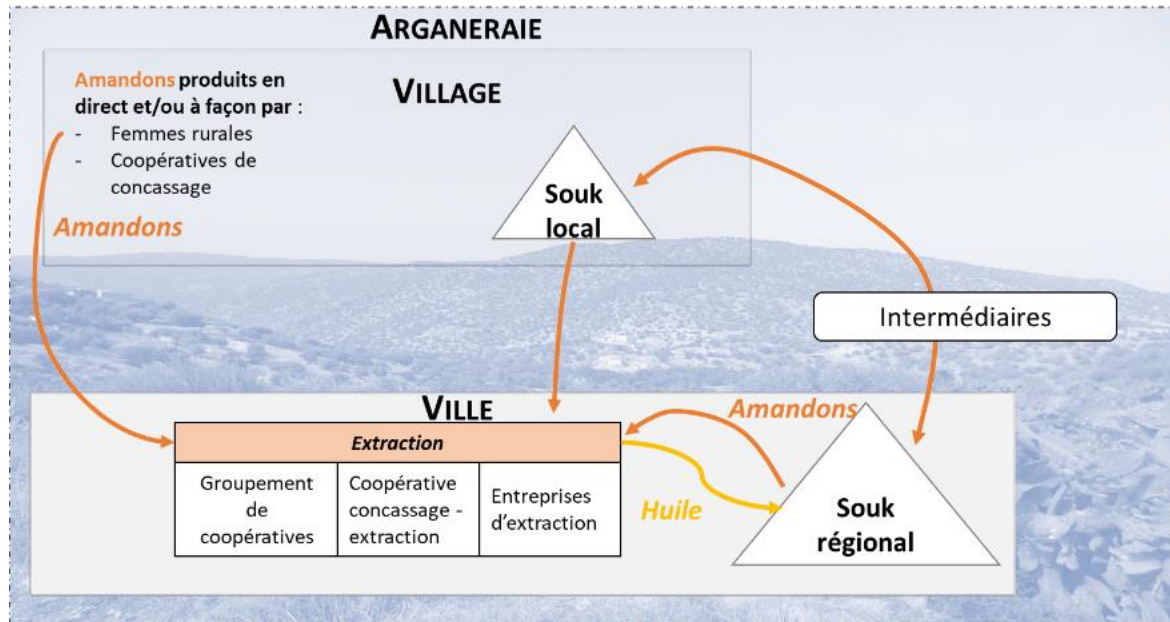 ARGANERAIE
VILLAGE
Amandons produits en
direct et/ou à façon par :
- Femmes rurales
- Coopératives de
concassage
Amandons
Souk
local
Intermédiaires
VILLE
Amandons
Extraction
Groupement
de
coopératives
Coopérative
concassage -
extraction
Entreprises
d'extraction
Huile
Souk
régional